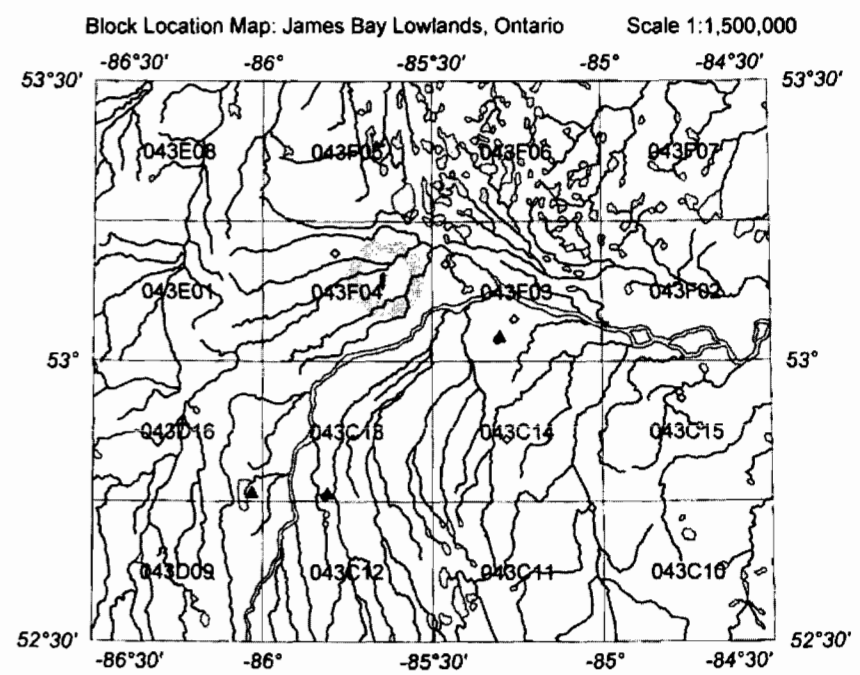 Block Location Map: James Bay Lowlands, Ontario Scale 1:1,500,000
-86°30' -86° -85°30' -85° -84°30'
53°30' 53°30'
043E08 043F05 043F06 043F07
043E01 043F04 043F03 043F02
53° 53°
043D16 043C13 043C14 043C15
043D09 043C12 043C11 043C10
52°30' 52°30'
-86°30' -86° -85°30' -85° -84°30'